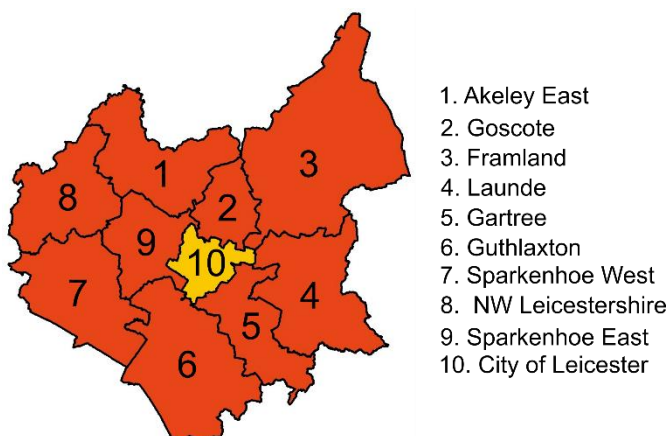 1
2
3
4
5
6
7
8
9
10
1. Akeley East
2. Goscote
3. Framland
4. Launde
5. Gartree
6. Guthlaxton
7. Sparkenhoe West
8. NW Leicestershire
9. Sparkenhoe East
10. City of Leicester